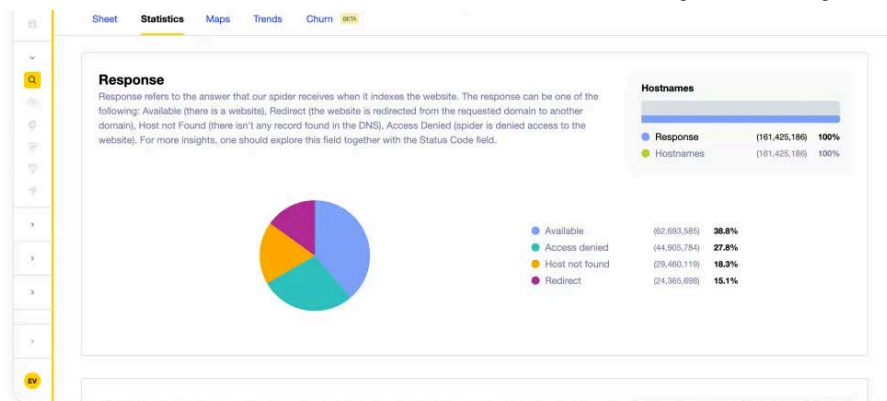 Sheet Statistics Maps Trends Churn BETA
Response
Response refers to the answer that our spider receives when it indexes the website. The response can be one of the
following: Available (there is a website), Redirect (the website is redirected from the requested domain to another
domain), Host not Found (there isn't any record found in the DNS), Access Denied (spider is denied access to the
website). For more insights, one should explore this field together with the Status Code field.
Hostnames
Response (161,425,186) 100%
Hostnames (161,425,186) 100%
Available (62,693,585) 38.8%
Access denied (44,905,784) 27.8%
Host not found (29,460,119) 18.3%
Redirect (24,365,698) 15.1%
EV